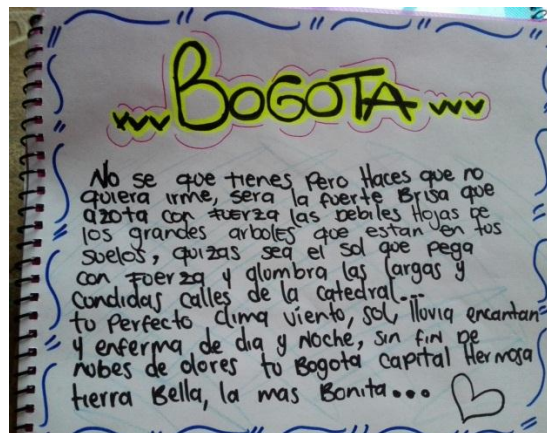 BOGOTA
No se que tienes Pero Haces que no
quiera irme, sera la fuerte Brisa que
azota con fuerza las Debiles Hojas De
los grandes arboles que estan en tus
suelos, quizas sea el sol que pega
con Fuerza y alumbra las largas y
Condidas calles de la catedral...
tu Perfecto clima viento, sol, lluvia encantan
y enferma de dia y Noche, sin fin De
nubes de olores tu Bogota capital Hermosa
tierra Bella, la mas Bonita...